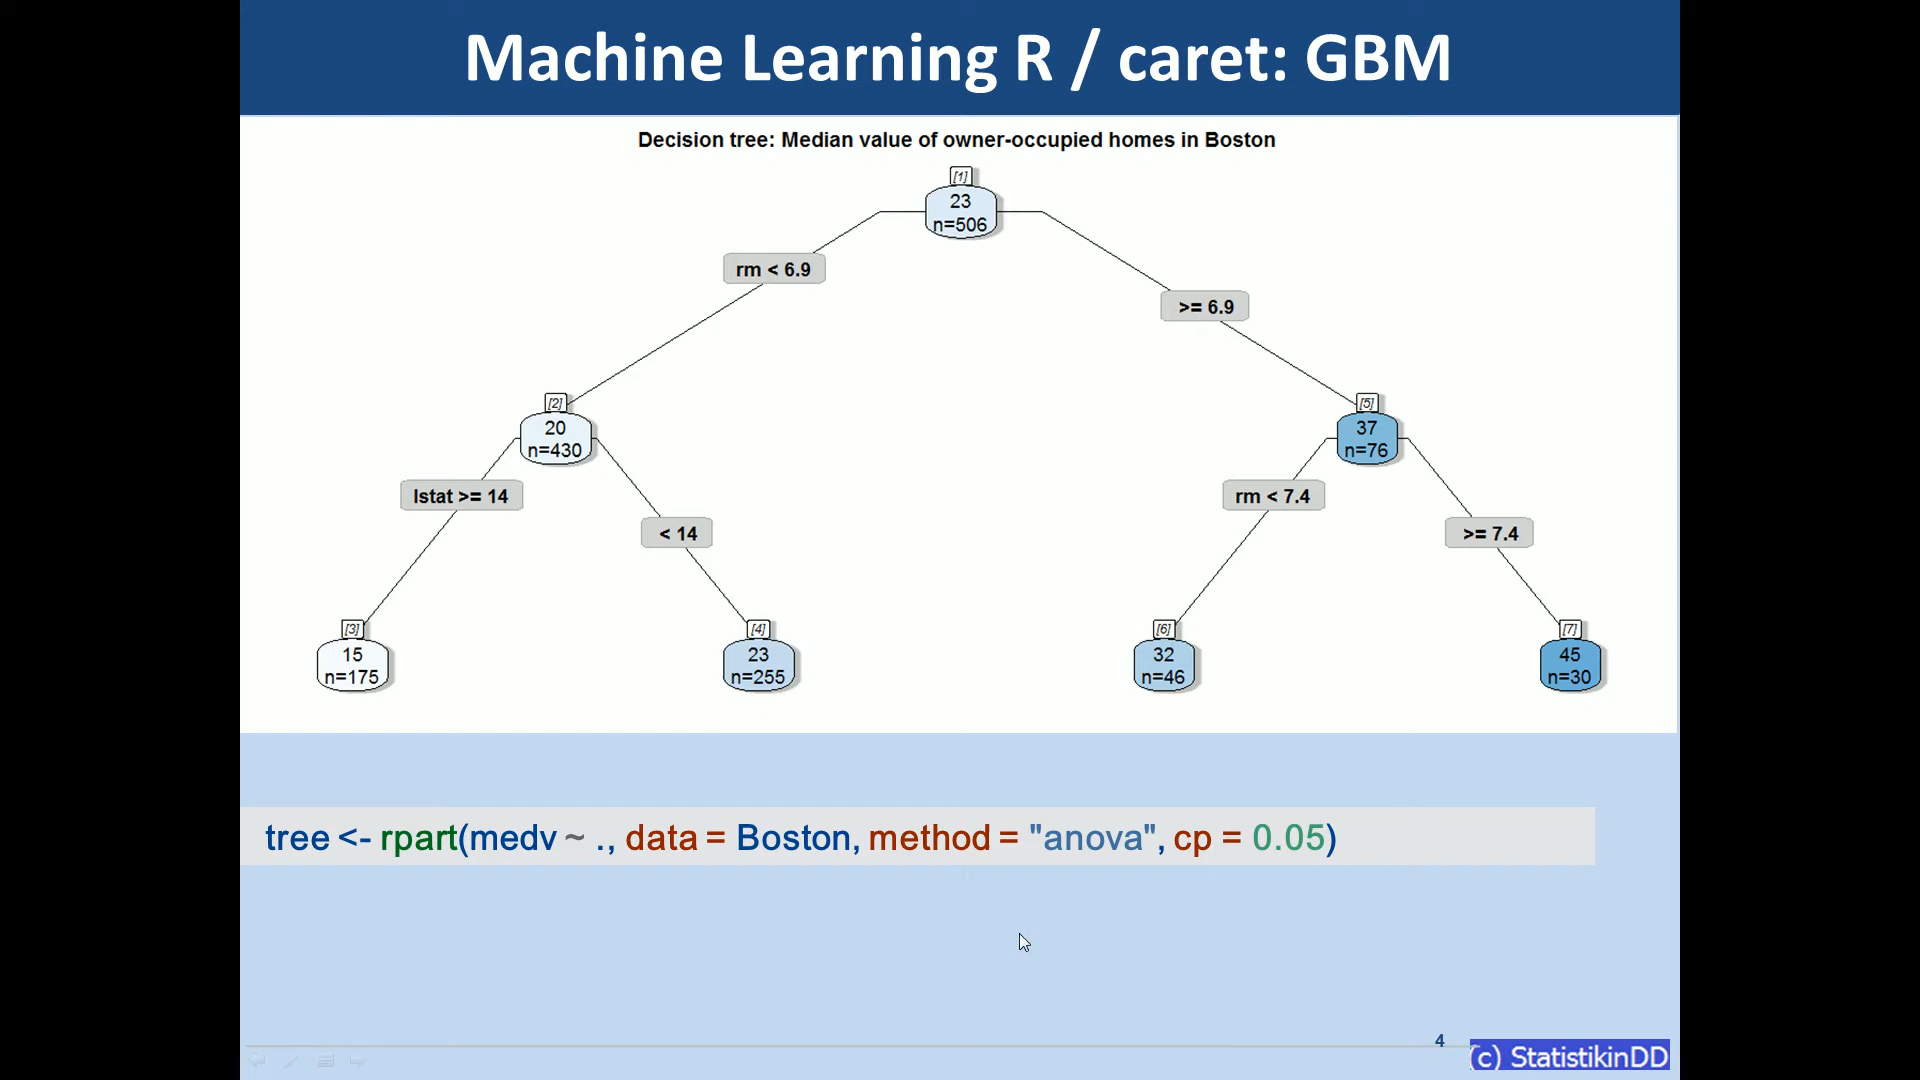 Machine Learning R / caret: GBM
Decision tree: Median value of owner-occupied homes in Boston
[1]
23
n=506
rm < 6.9
>= 6.9
[2]
20
n=430
[5]
37
n=76
lstat >= 14
< 14
rm < 7.4
>= 7.4
[3]
15
n=175
[4]
23
n=255
[6]
32
n=46
[7]
45
n=30
tree <- rpart(medv ~ ., data = Boston, method = "anova", cp = 0.05)
4
(c) StatistikinDD